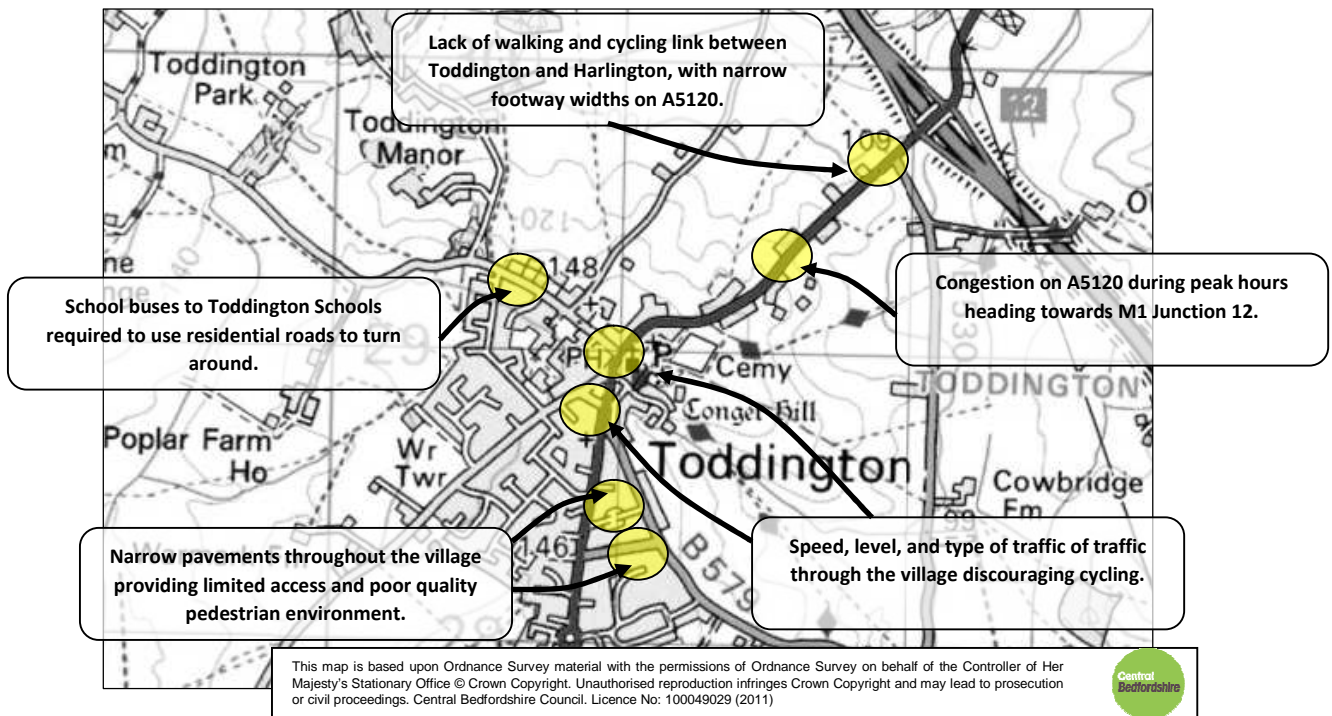 Lack of walking and cycling link between
Toddington and Harlington, with narrow
footway widths on A5120.
Toddington
Park
Toddington
Manor
109
120
148
School buses to Toddington Schools
required to use residential roads to turn
around.
Congestion on A5120 during peak hours
heading towards M1 Junction 12.
PH
P
Cemy
TODDINGTON
Conger Hill
Poplar Farm
Ho
Wr
Twr
Toddington
Cowbridge
Fm
Narrow pavements throughout the village
providing limited access and poor quality
pedestrian environment.
146
B579
Speed, level, and type of traffic of traffic
through the village discouraging cycling.
This map is based upon Ordnance Survey material with the permissions of Ordnance Survey on behalf of the Controller of Her
Majesty's Stationary Office © Crown Copyright. Unauthorised reproduction infringes Crown Copyright and may lead to prosecution
or civil proceedings. Central Bedfordshire Council. Licence No: 100049029 (2011)
Central
Bedfordshire